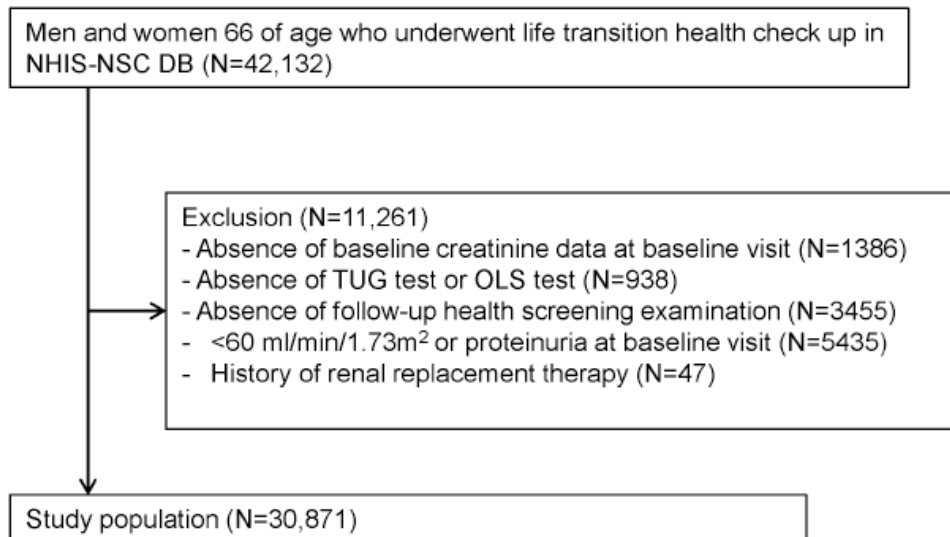 Men and women 66 of age who underwent life transition health check up in
NHIS-NSC DB (N=42,132)
Exclusion (N=11,261)
- Absence of baseline creatinine data at baseline visit (N=1386)
- Absence of TUG test or OLS test (N=938)
- Absence of follow-up health screening examination (N=3455)
- <60 ml/min/1.73m² or proteinuria at baseline visit (N=5435)
- History of renal replacement therapy (N=47)
Study population (N=30,871)